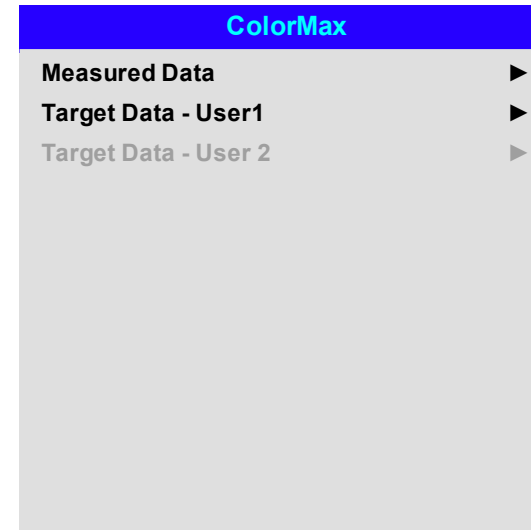 ColorMax
Measured Data ►
Target Data - User1 ►
Target Data - User 2 ►